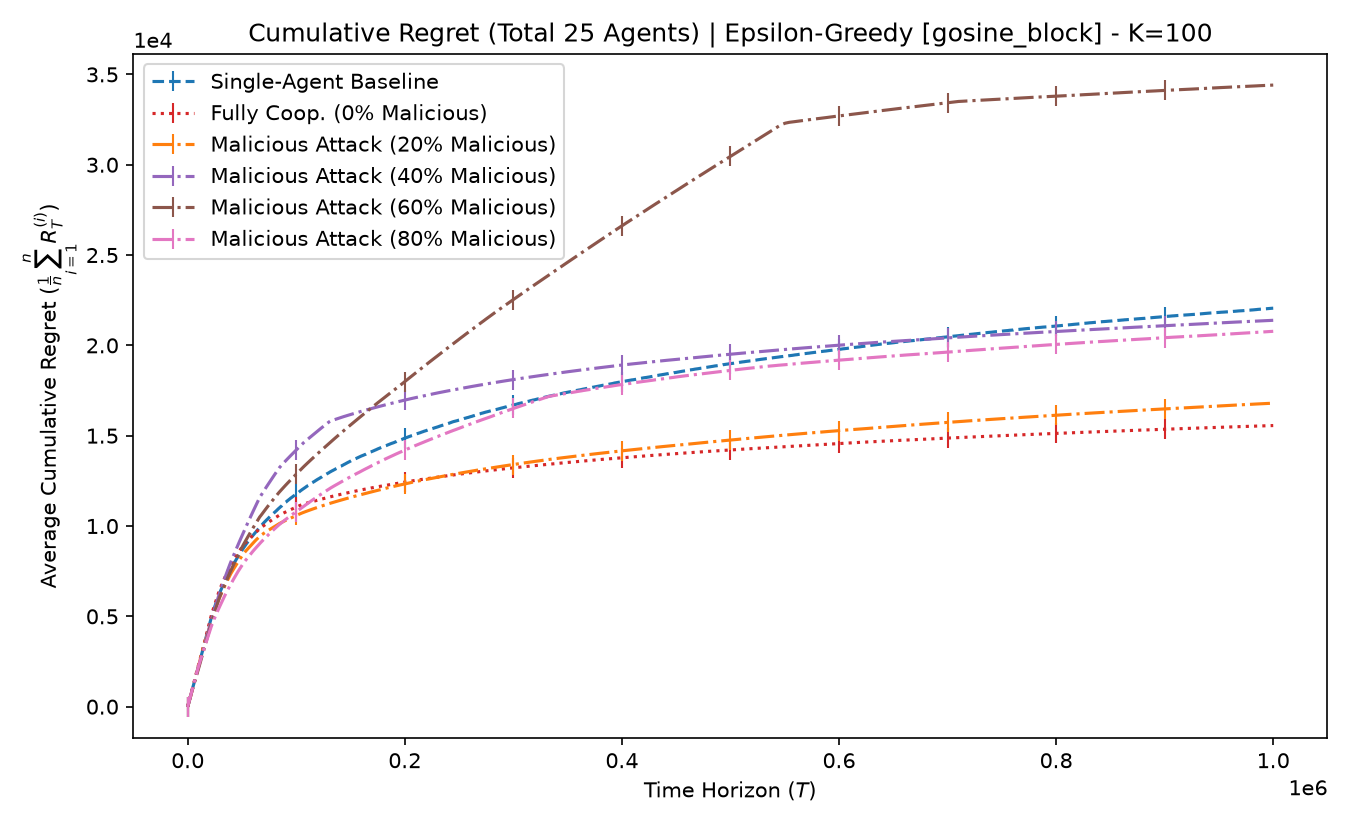 Cumulative Regret (Total 25 Agents) | Epsilon-Greedy [gosine_block] - K=100
1e4
3.5
3.0
2.5
2.0
1.5
1.0
0.5
0.0
Average Cumulative Regret ($\frac{1}{n}\sum_{i=1}^{n} R_T^{(i)}$)
Single-Agent Baseline
Fully Coop. (0% Malicious)
Malicious Attack (20% Malicious)
Malicious Attack (40% Malicious)
Malicious Attack (60% Malicious)
Malicious Attack (80% Malicious)
0.0 0.2 0.4 0.6 0.8 1.0
1e6
Time Horizon (T)